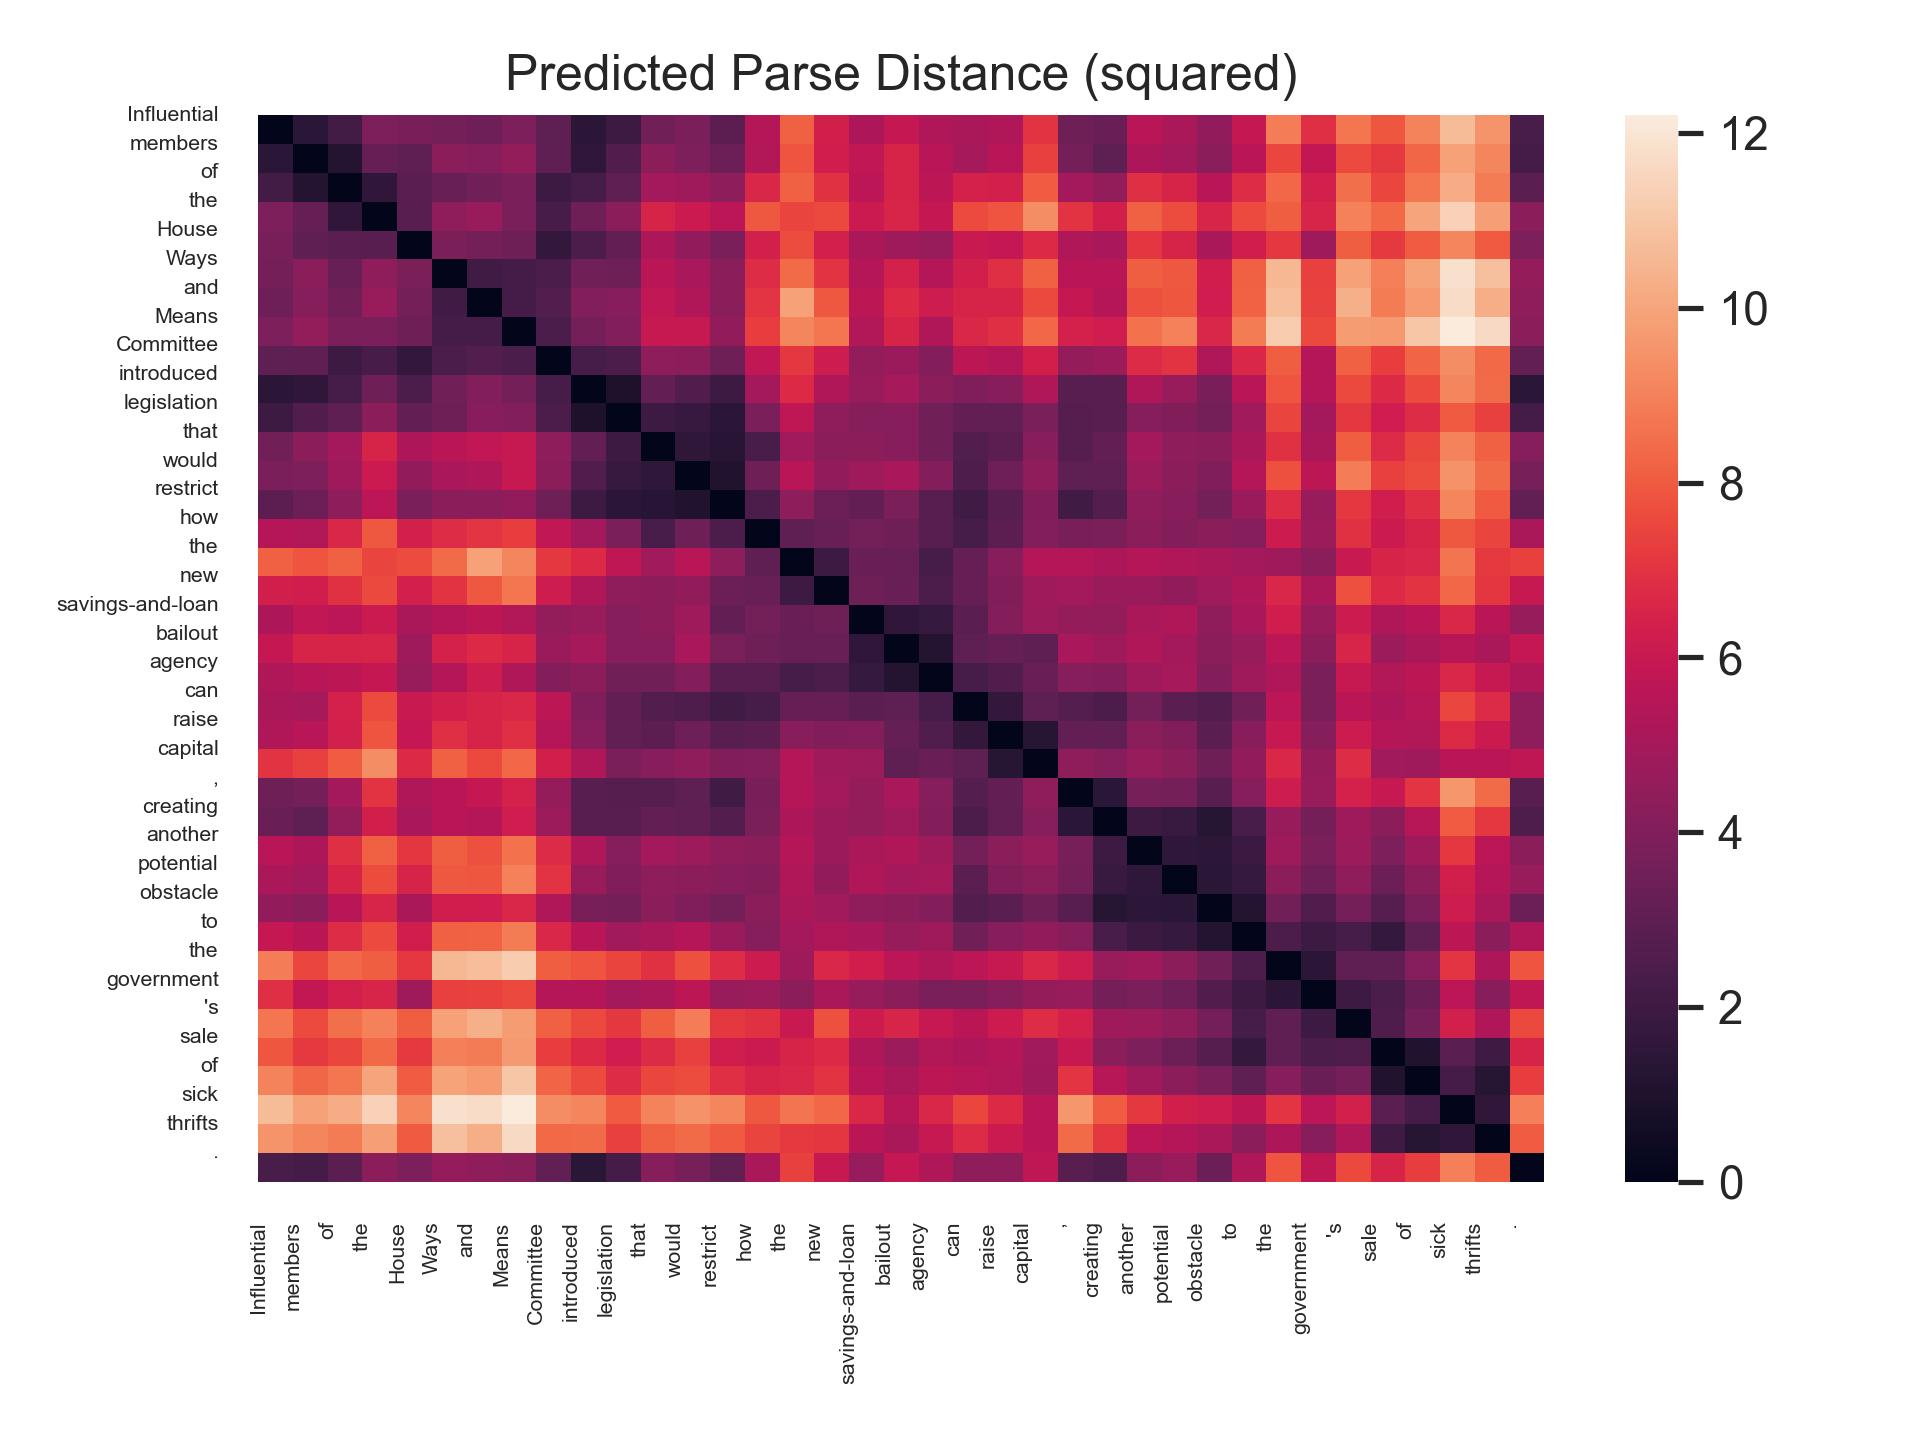 Predicted Parse Distance (squared)
Influential
members
of
the
House
Ways
and
Means
Committee
introduced
legislation
that
would
restrict
how
the
new
savings-and-loan
bailout
agency
can
raise
capital
,
creating
another
potential
obstacle
to
the
government
's
sale
of
sick
thrifts
.
12
10
8
6
4
2
0
Influential
members
of
the
House
Ways
and
Means
Committee
introduced
legislation
that
would
restrict
how
the
new
savings-and-loan
bailout
agency
can
raise
capital
,
creating
another
potential
obstacle
to
the
government
's
sale
of
sick
thrifts
.